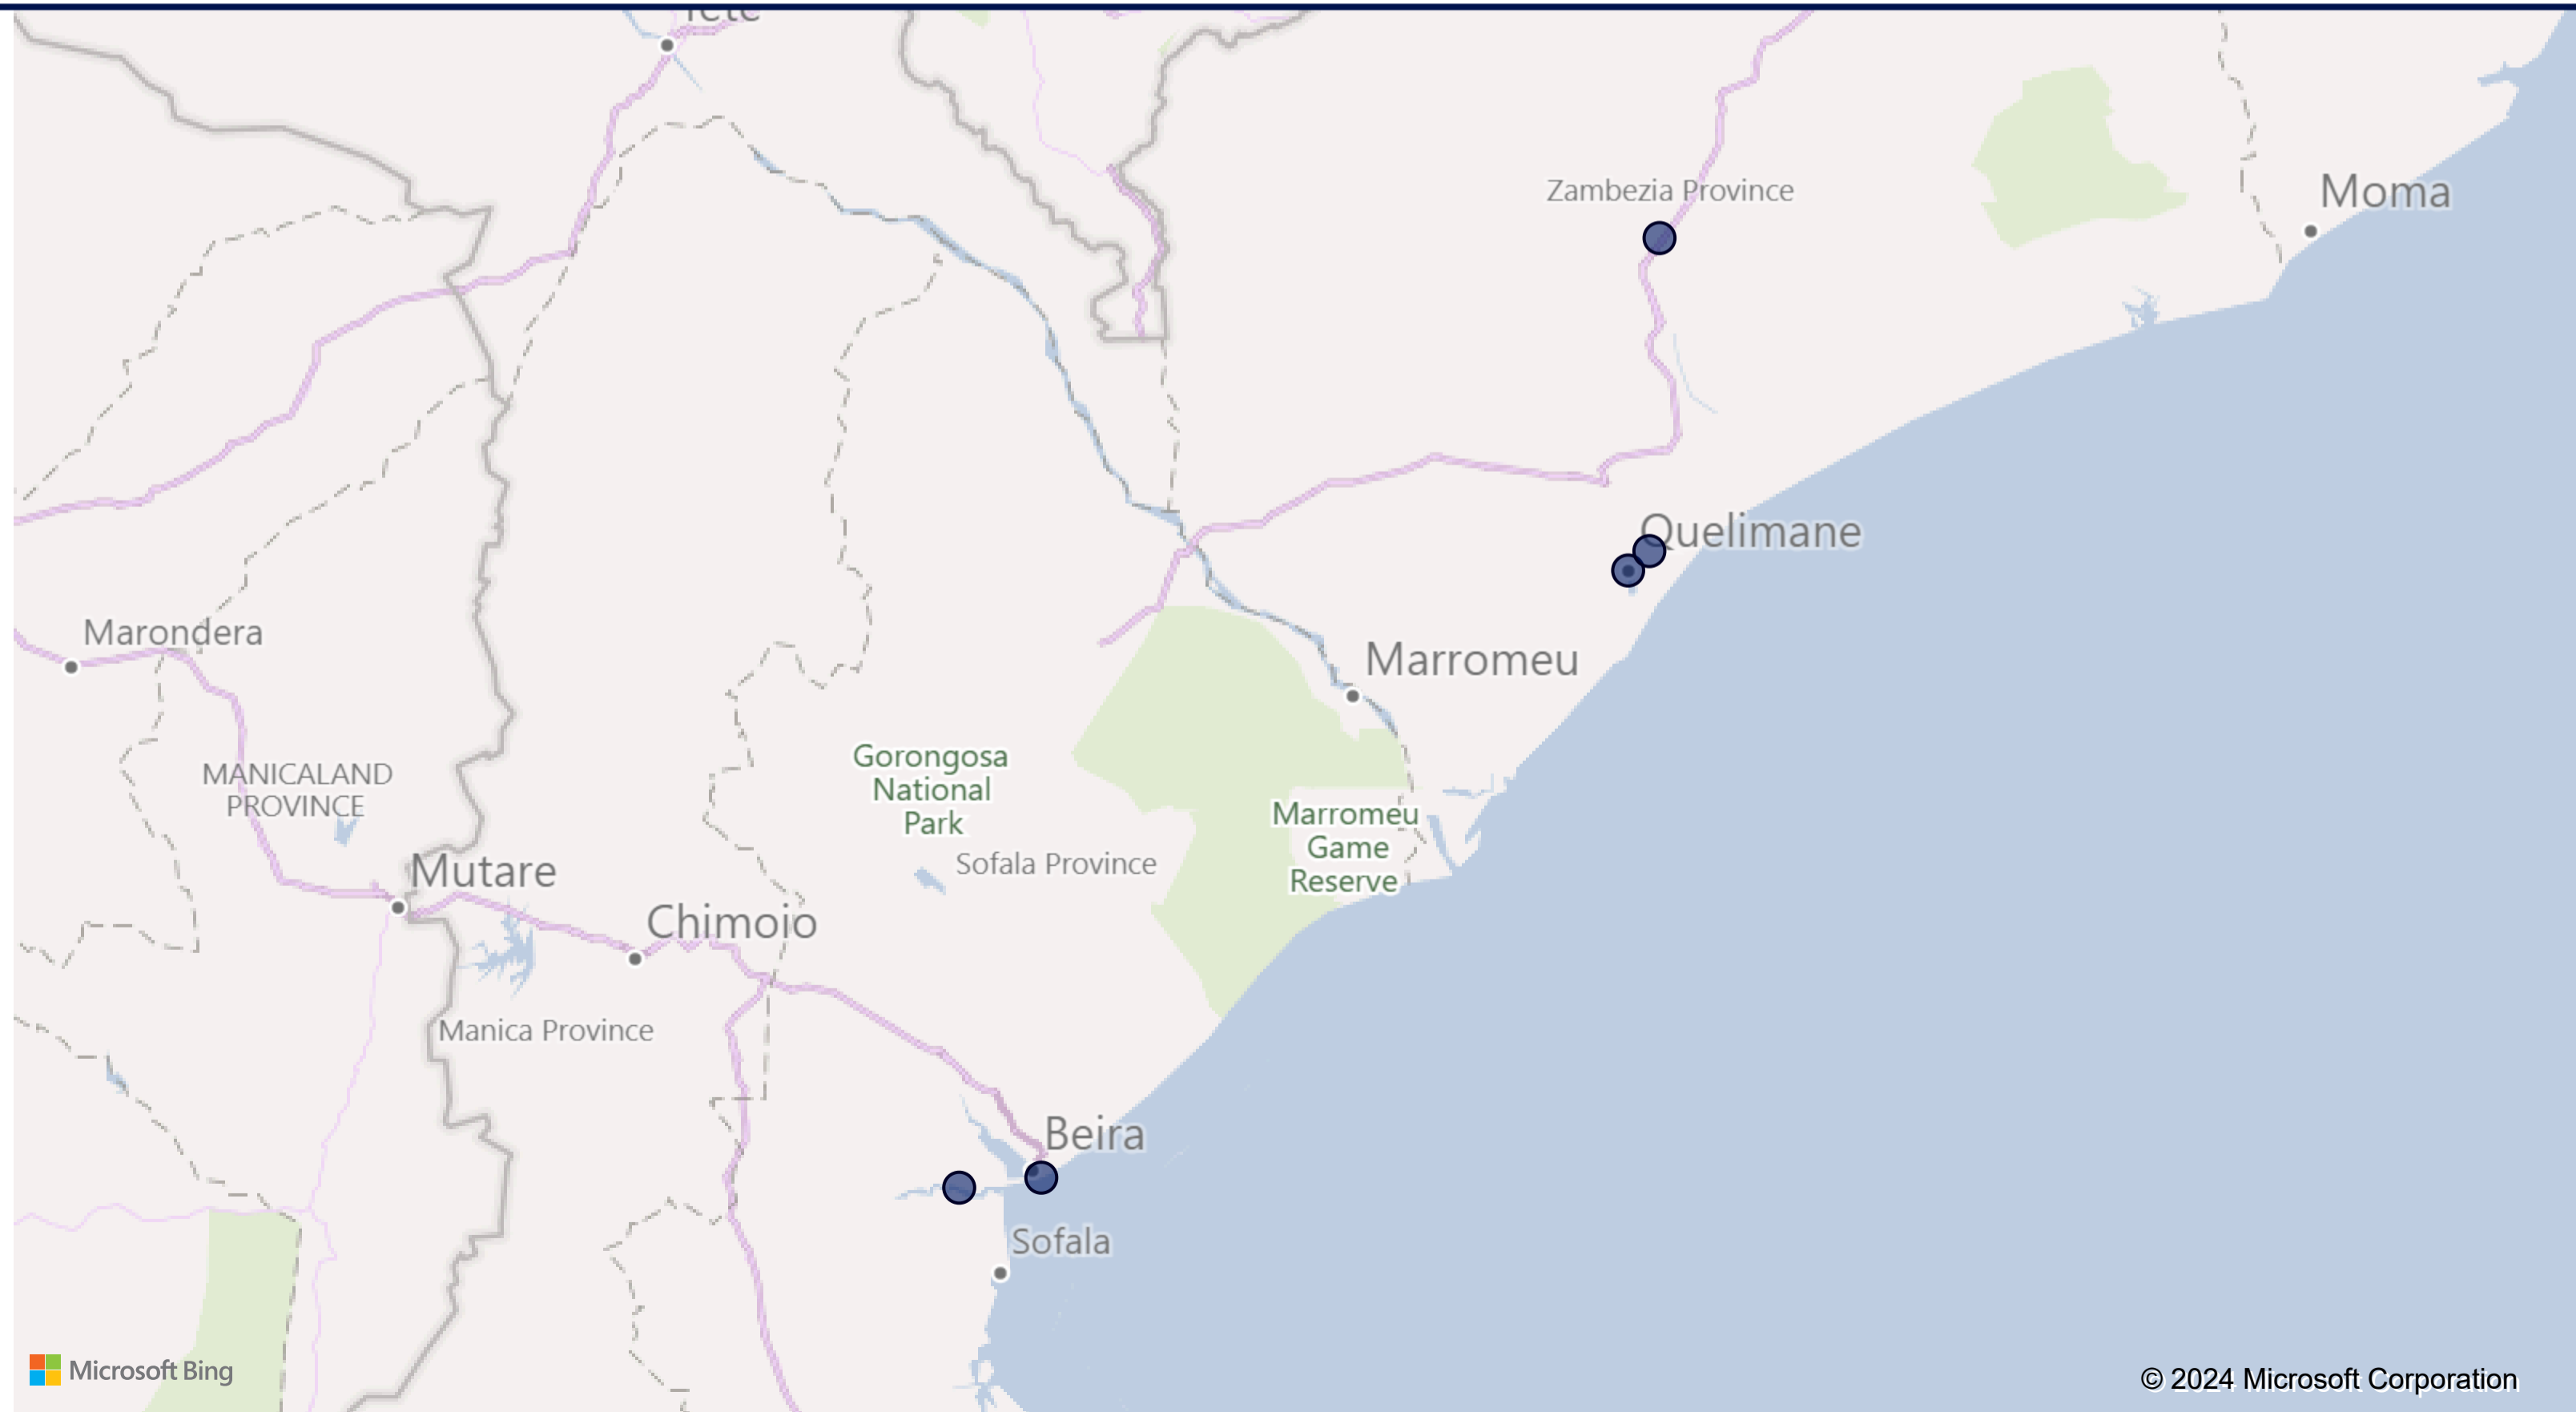 Tete
Zambezia Province
Moma
Quelimane
Marondera
Marromeu
MANICALAND
PROVINCE
Gorongosa
National
Park
Marromeu
Game
Reserve
Sofala Province
Mutare
Chimoio
Manica Province
Beira
Sofala
Microsoft Bing
© 2024 Microsoft Corporation